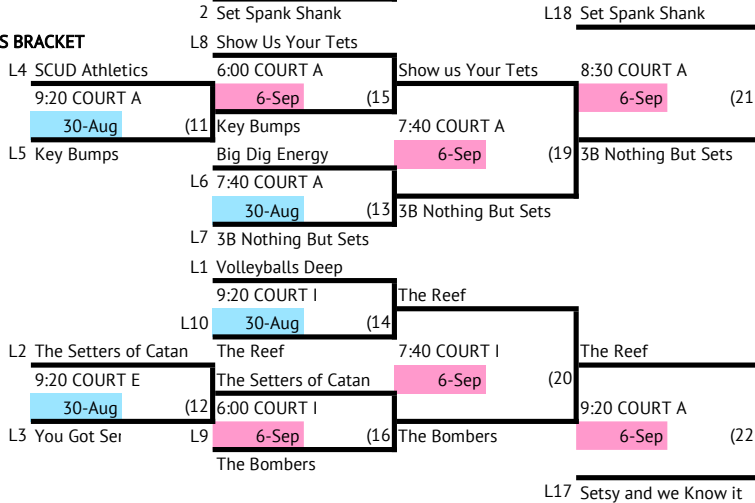 2 Set Spank Shank
L18 Set Spank Shank
S BRACKET
L8 Show Us Your Tets
L4 SCUD Athletics
6:00 COURT A
Show us Your Tets
8:30 COURT A
9:20 COURT A
6-Sep (15
6-Sep (21
30-Aug (11
Key Bumps
7:40 COURT A
L5 Key Bumps
Big Dig Energy
6-Sep (19
3B Nothing But Sets
L6 7:40 COURT A
30-Aug (13
3B Nothing But Sets
L7 3B Nothing But Sets
L1 Volleyballs Deep
9:20 COURT I
The Reef
L10 30-Aug (14
L2 The Setters of Catan
The Reef
7:40 COURT I
The Reef
9:20 COURT E
The Setters of Catan
6-Sep (20
30-Aug (12
6:00 COURT I
9:20 COURT A
L3 You Got Ser
L9 6-Sep (16
The Bombers
6-Sep (22
The Bombers
L17 Setsy and we Know it